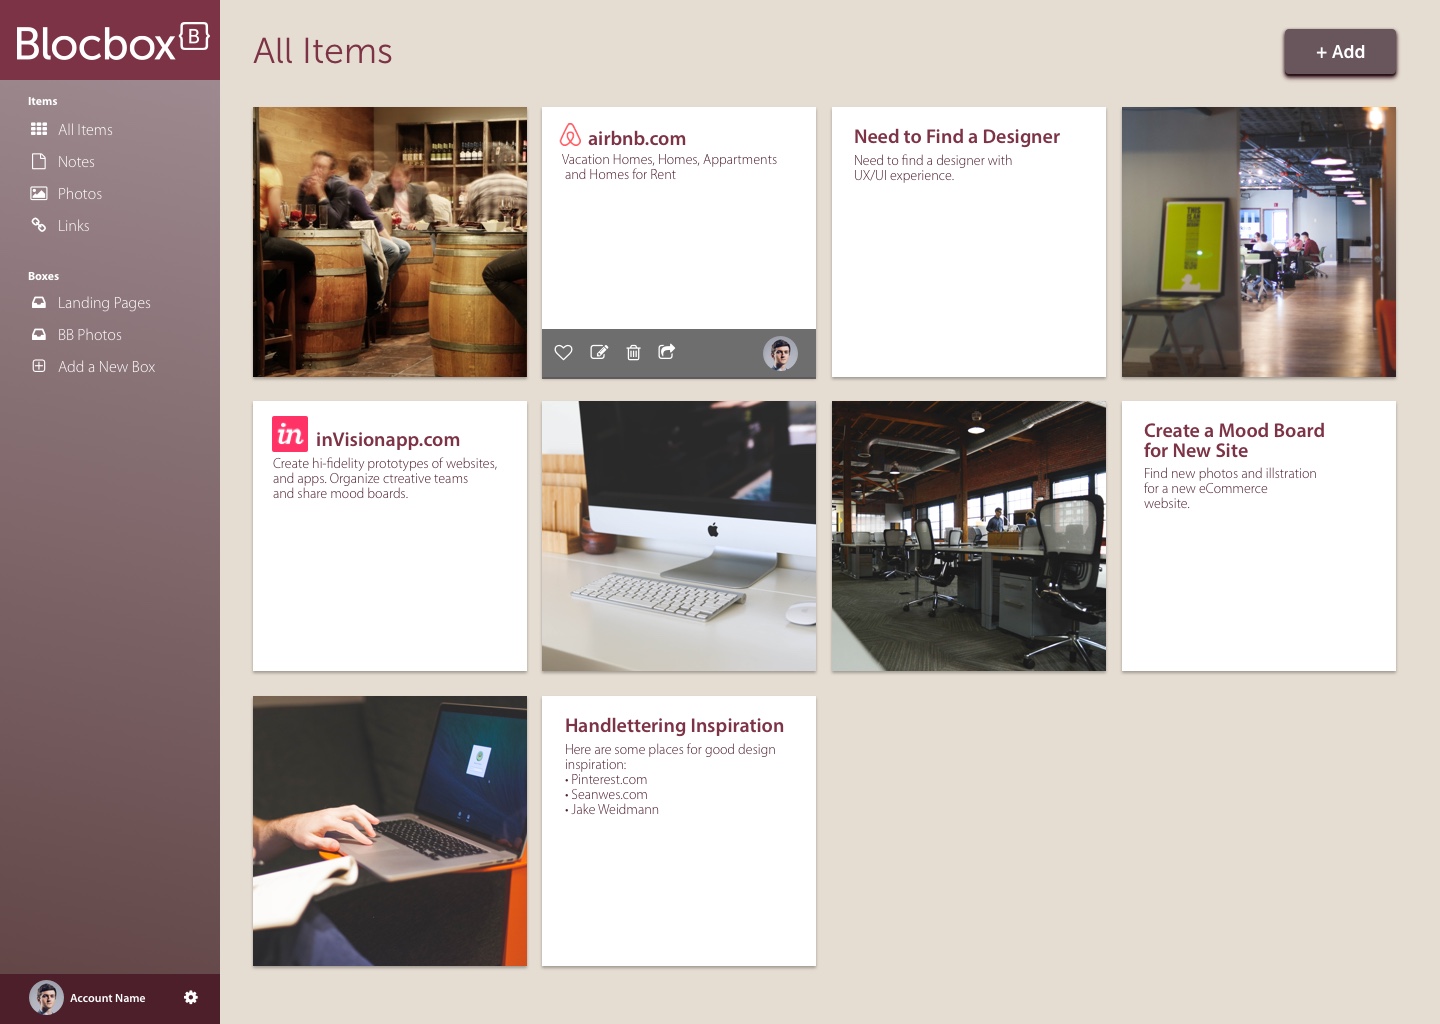 Blocbox B
Items
All Items
Notes
Photos
Links
Boxes
Landing Pages
BB Photos
Add a New Box
Account Name
All Items
+ Add
airbnb.com
Vacation Homes, Homes, Appartments
and Homes for Rent
Need to Find a Designer
Need to find a designer with
UX/UI experience.
THIS
in
inVisionapp.com
Create hi-fidelity prototypes of websites,
and apps. Organize ctreative teams
and share mood boards.
Create a Mood Board
for New Site
Find new photos and illstration
for a new eCommerce
website.
Handlettering Inspiration
Here are some places for good design
inspiration:
• Pinterest.com
• Seanwes.com
• Jake Weidmann